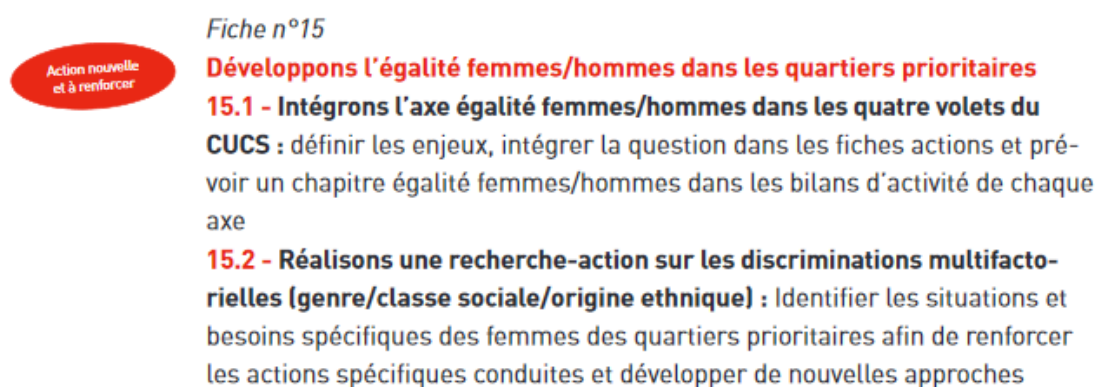 Fiche n°15
Action nouvelle
et à renforcer
Développons l'égalité femmes/hommes dans les quartiers prioritaires
15.1 - Intégrons l'axe égalité femmes/hommes dans les quatre volets du
CUCS : définir les enjeux, intégrer la question dans les fiches actions et pré-
voir un chapitre égalité femmes/hommes dans les bilans d'activité de chaque
axe
15.2 - Réalisons une recherche-action sur les discriminations multifacto-
rielles (genre/classe sociale/origine ethnique) : Identifier les situations et
besoins spécifiques des femmes des quartiers prioritaires afin de renforcer
les actions spécifiques conduites et développer de nouvelles approches